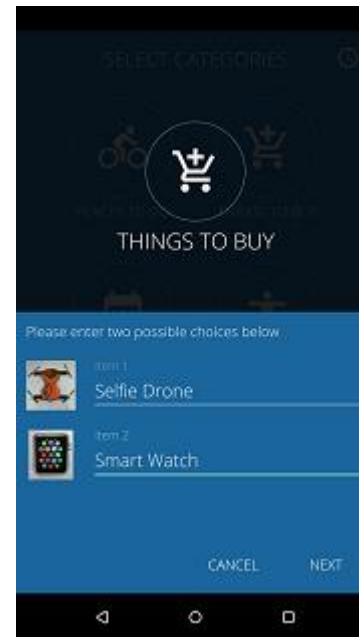 SELECT CATEGORIES
THINGS TO BUY
Please enter two possible choices below
Item 1
Selfie Drone
Item 2
Smart Watch
CANCEL NEXT